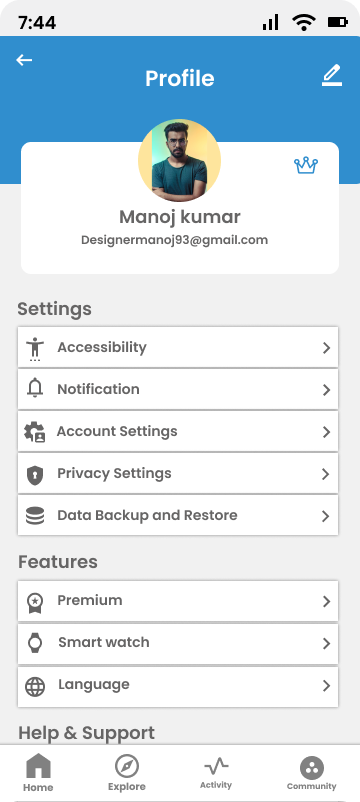 7:44
Profile
Manoj kumar
Designermanoj93@gmail.com
Settings
Accessibility
Notification
Account Settings
Privacy Settings
Data Backup and Restore
Features
Premium
Smart watch
Language
Help & Support
Home
Explore
Activity
Community